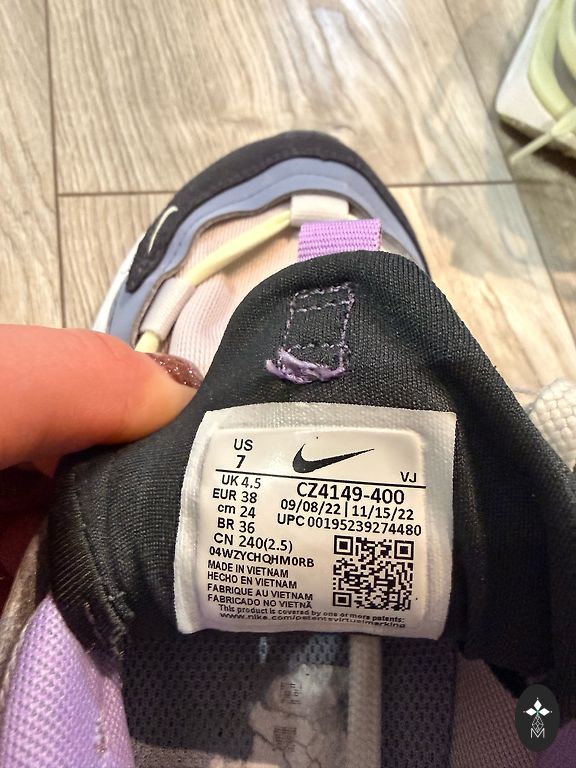 US
7
VJ
UK 4.5
EUR 38
cm 24
BR 36
CN 240(2.5)
CZ4149-400
09/08/22 | 11/15/22
UPC 00195239274480
04WZYCHQHM0RB
MADE IN VIETNAM
HECHO EN VIETNAM
FABRIQUE AU VIETNAM
FABRICADO NO VIETNÃ
This product is covered by one or more patents:
www.nike.com/patentsvirtualmarking
M